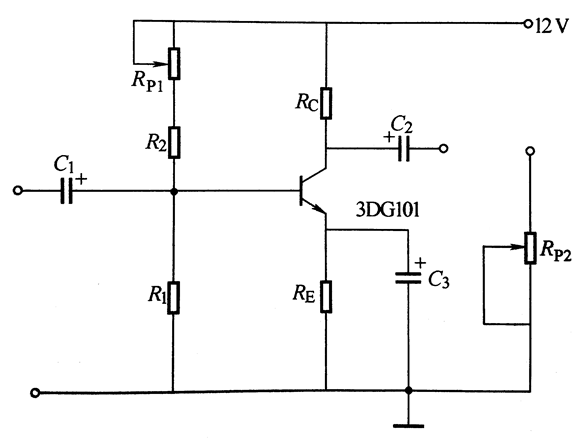 12 V
R_P1
R_C
R_2
C_2
C_1
3DG101
R_P2
R_1
R_E
C_3